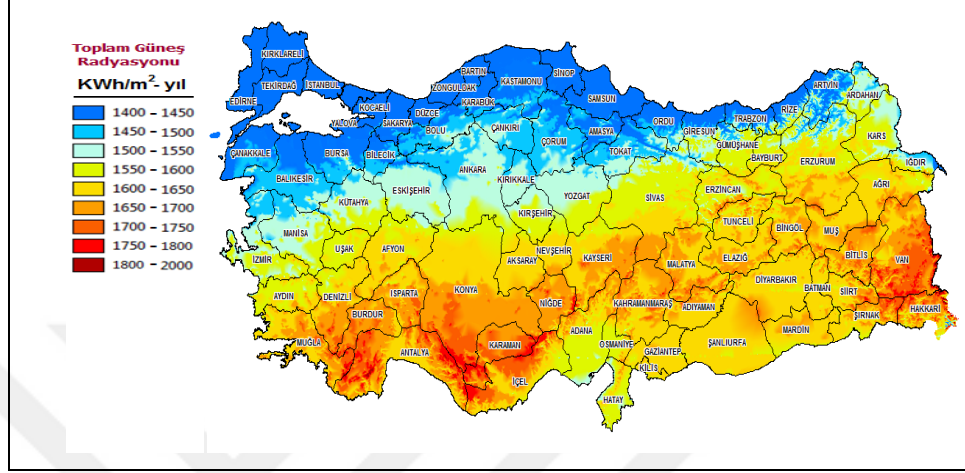 Toplam Güneş
Radyasyonu
KWh/m²- yıl
1400 - 1450
1450 - 1500
1500 - 1550
1550 - 1600
1600 - 1650
1650 - 1700
1700 - 1750
1750 - 1800
1800 - 2000
KIRKLARELİ
TEKİRDAĞ
İSTANBUL
EDİRNE
KOCAELİ
YALOVA
SAKARYA
DÜZCE
ZONGULDAK
BARTIN
KARABÜK
KASTAMONU
SİNOP
SAMSUN
BOLU
ÇANKIRI
ÇORUM
AMASYA
TOKAT
ORDU
GİRESUN
TRABZON
RİZE
ARTVİN
ARDAHAN
KARS
GÜMÜŞHANE
BAYBURT
ERZURUM
IĞDIR
AĞRI
ÇANAKKALE
BALIKESİR
BURSA
BİLECİK
ESKİŞEHİR
KÜTAHYA
ANKARA
KIRIKKALE
YOZGAT
KIRŞEHİR
SİVAS
ERZİNCAN
TUNCELİ
BİNGÖL
MUŞ
BİTLİS
VAN
MANİSA
İZMİR
UŞAK
AFYON
AKSARAY
NEVŞEHİR
KAYSERİ
MALATYA
ELAZIĞ
DİYARBAKIR
BATMAN
SİİRT
ŞIRNAK
HAKKARİ
AYDIN
DENİZLİ
ISPARTA
BURDUR
KONYA
NİĞDE
KAHRAMANMARAŞ
ADIYAMAN
MARDİN
ŞANLIURFA
MUĞLA
ANTALYA
KARAMAN
İÇEL
ADANA
OSMANİYE
GAZİANTEP
KİLİS
HATAY